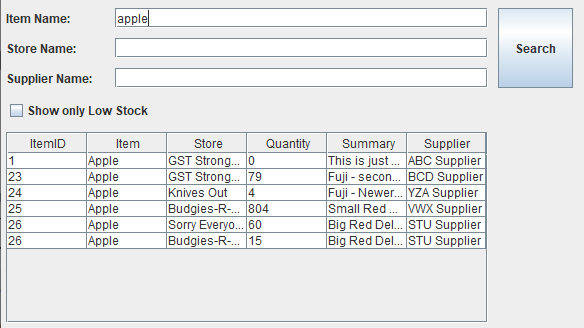 Item Name: apple
Search
Store Name:
Supplier Name:
Show only Low Stock
ItemID Item Store Quantity Summary Supplier
1 Apple GST Strong... 0 This is just ... ABC Supplier
23 Apple GST Strong... 79 Fuji - secon... BCD Supplier
24 Apple Knives Out 4 Fuji - Newer... YZA Supplier
25 Apple Budgies-R-... 804 Small Red ... VWX Supplier
26 Apple Sorry Everyo... 60 Big Red Del... STU Supplier
26 Apple Budgies-R-... 15 Big Red Del... STU Supplier